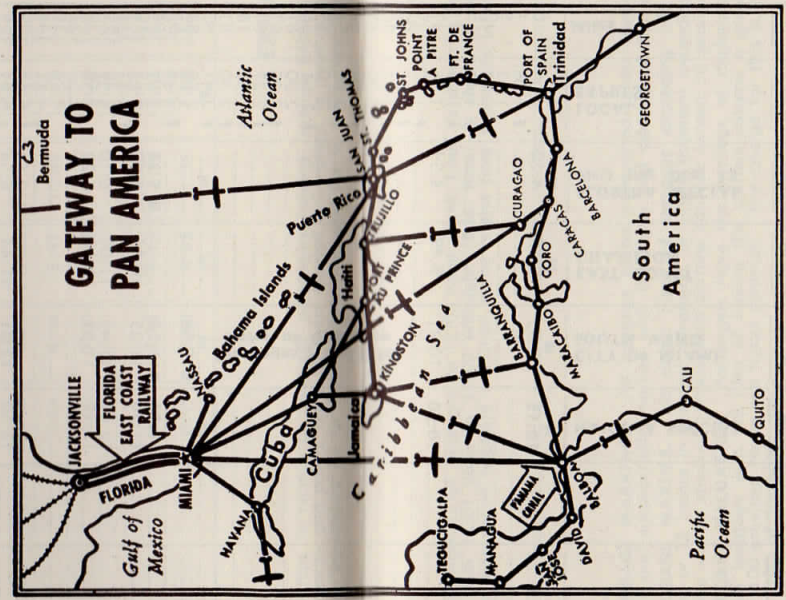 GATEWAY TO
PAN AMERICA
Bermuda
Atlantic
Ocean
JACKSONVILLE
FLORIDA
EAST COAST
RAILWAY
FLORIDA
Gulf of
Mexico
MIAMI
NASSAU
Bahama Islands
HAVANA
Cuba
CAMAGUEY
Puerto Rico
SAN JUAN
ST. THOMAS
ST. JOHNS
POINT
A PITRE
FT. DE
FRANCE
PORT OF
SPAIN
Trinidad
GEORGETOWN
Haiti
TRUJILLO
PORT
AU PRINCE
Jamaica
KINGSTON
Caribbean Sea
CURACAO
CARACAS
BARCELONA
CORO
BARRANQUILLA
MARACAIBO
South
America
TEGUCIGALPA
MANAGUA
SAN
JOSE
DAVID
PANAMA
CANAL
BALBOA
CALI
QUITO
Pacific
Ocean